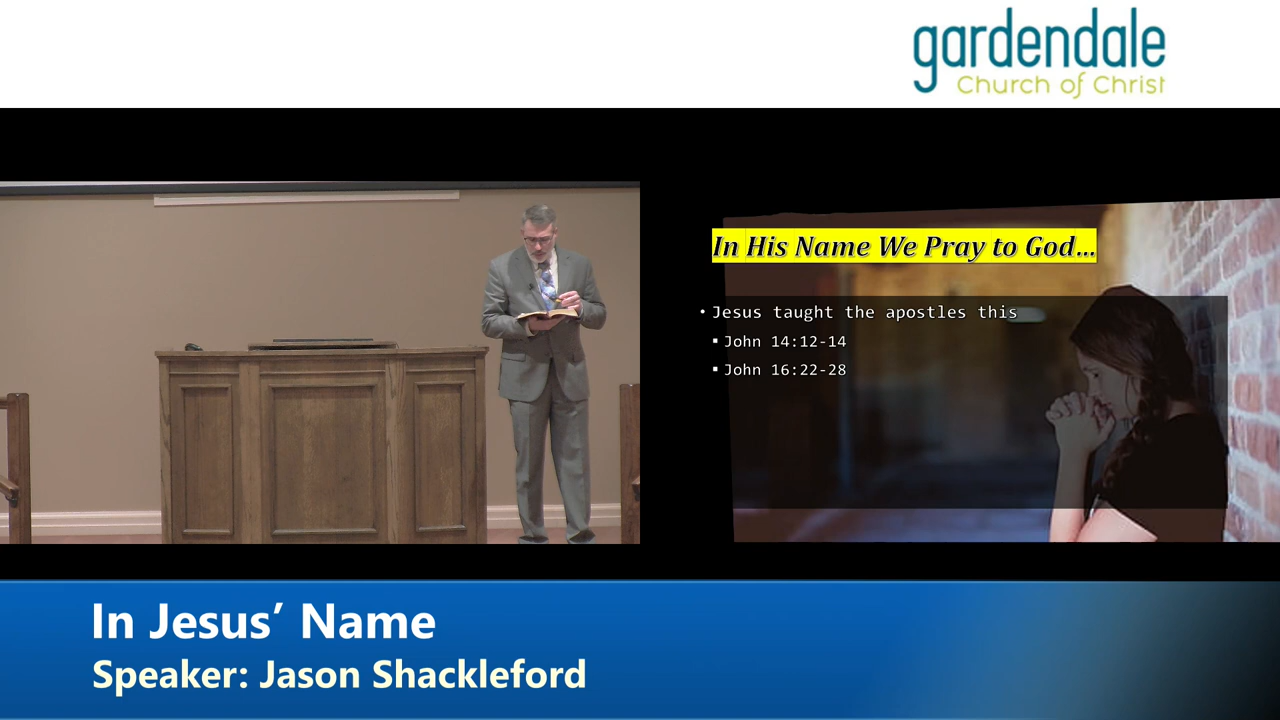 gardendale
Church of Christ
In His Name We Pray to God…
• Jesus taught the apostles this
▪ John 14:12-14
▪ John 16:22-28
In Jesus’ Name
Speaker: Jason Shackleford